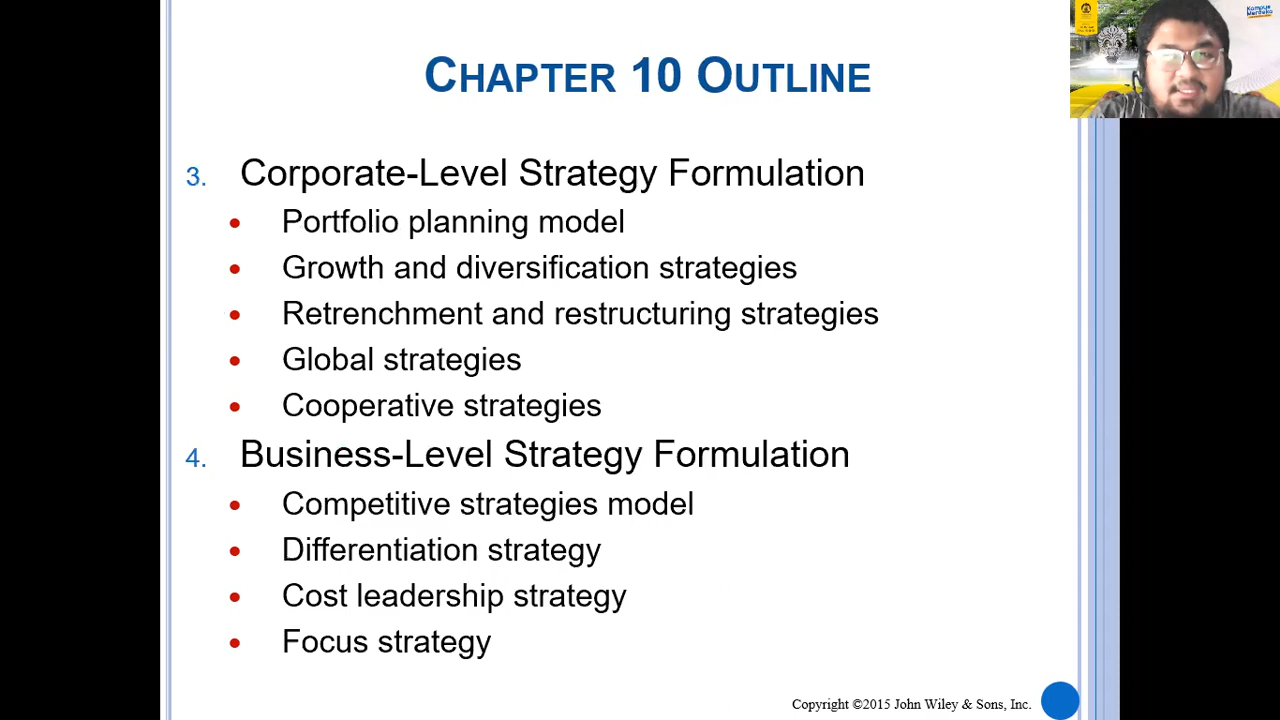 CHAPTER 10 OUTLINE
3. Corporate-Level Strategy Formulation
• Portfolio planning model
• Growth and diversification strategies
• Retrenchment and restructuring strategies
• Global strategies
• Cooperative strategies
4. Business-Level Strategy Formulation
• Competitive strategies model
• Differentiation strategy
• Cost leadership strategy
• Focus strategy
Copyright ©2015 John Wiley & Sons, Inc.
Kampus
Merdeka